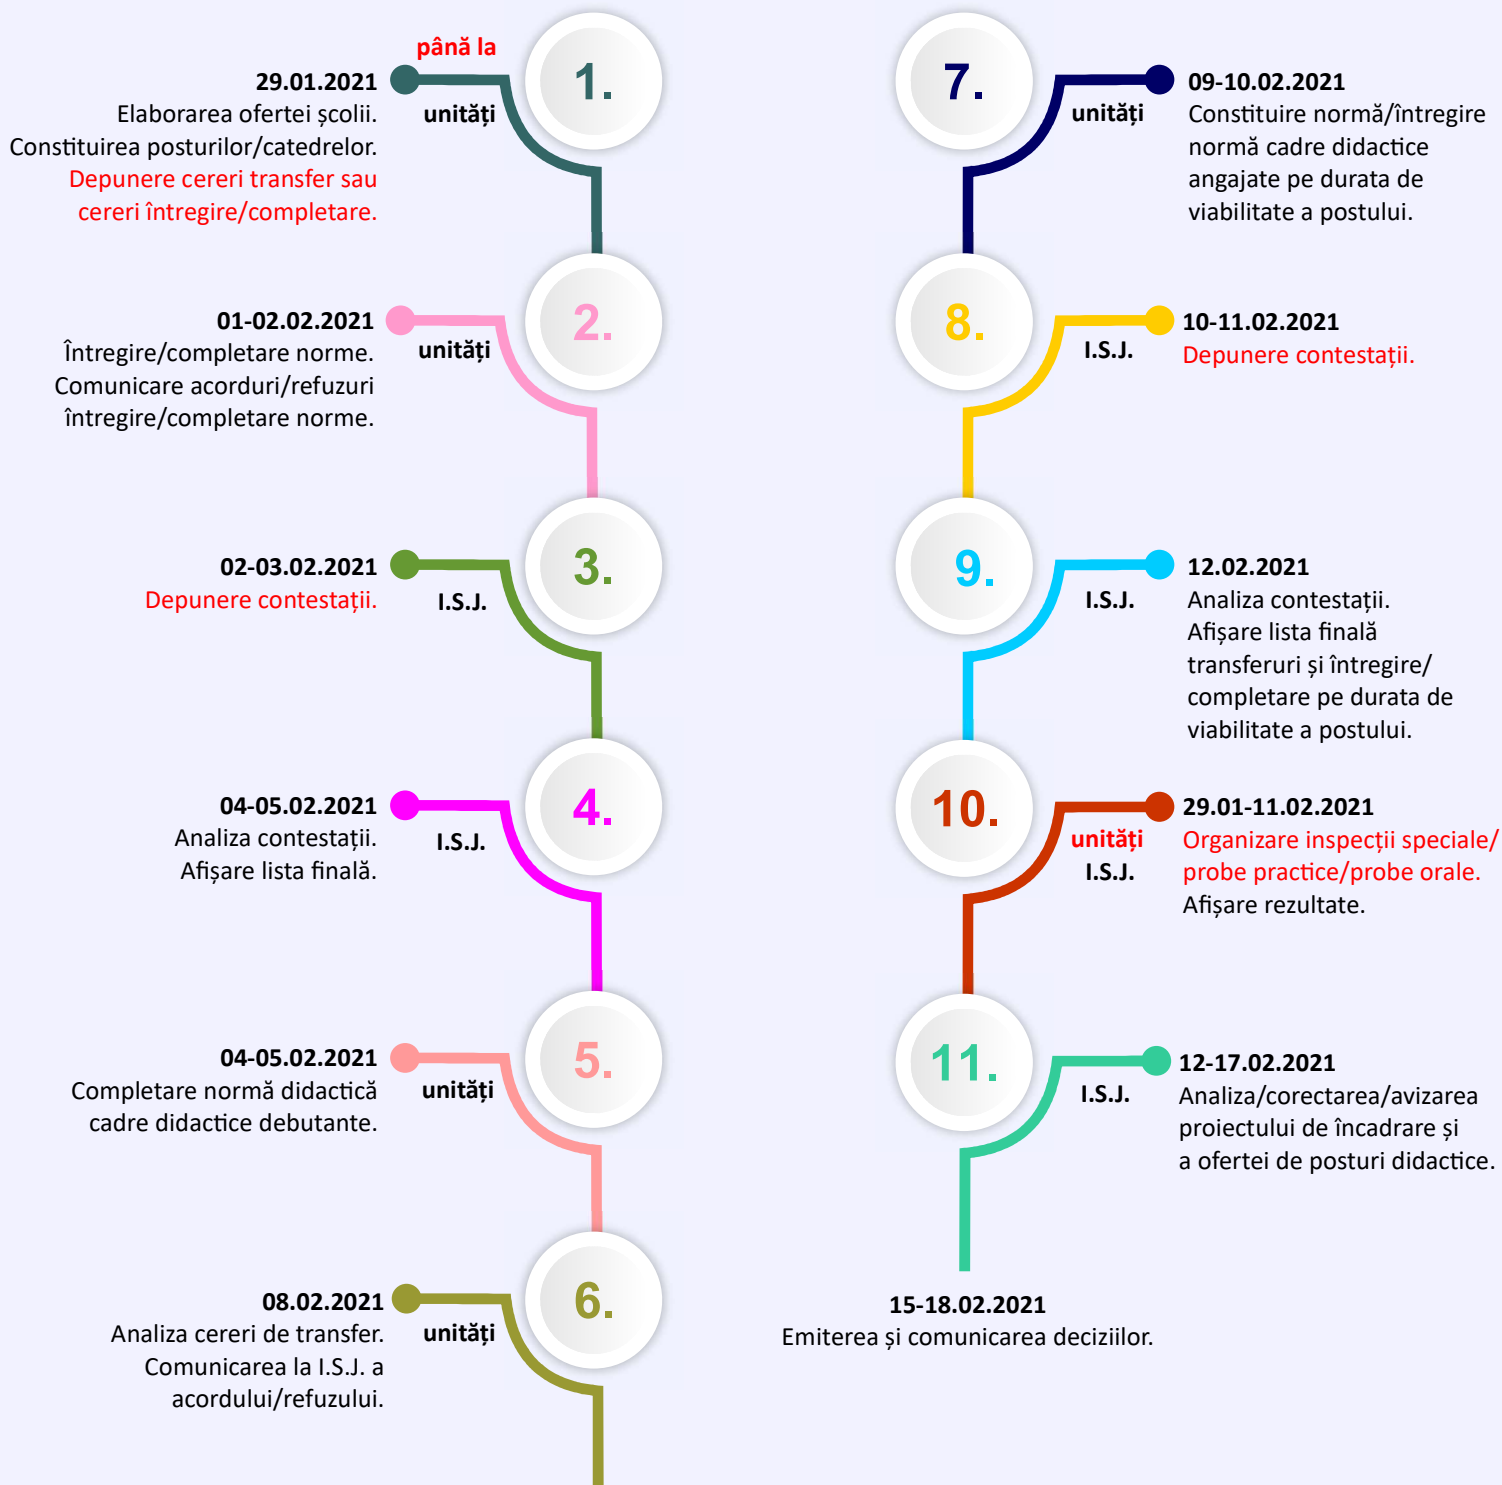 până la
1.
29.01.2021
unități
Elaborarea ofertei școlii.
Constituirea posturilor/catedrelor.
Depunere cereri transfer sau
cereri întregire/completare.
2.
01-02.02.2021
unități
Întregire/completare norme.
Comunicare acorduri/refuzuri
întregire/completare norme.
3.
02-03.02.2021
I.S.J.
Depunere contestații.
4.
04-05.02.2021
I.S.J.
Analiza contestații.
Afișare lista finală.
5.
04-05.02.2021
unități
Completare normă didactică
cadre didactice debutante.
6.
08.02.2021
unități
Analiza cereri de transfer.
Comunicarea la I.S.J. a
acordului/refuzului.
7.
09-10.02.2021
unități
Constituire normă/întregire
normă cadre didactice
angajate pe durata de
viabilitate a postului.
8.
10-11.02.2021
I.S.J.
Depunere contestații.
9.
12.02.2021
I.S.J.
Analiza contestații.
Afișare lista finală
transferuri și întregire/
completare pe durata de
viabilitate a postului.
10.
29.01-11.02.2021
unități
I.S.J.
Organizare inspecții speciale/
probe practice/probe orale.
Afișare rezultate.
11.
12-17.02.2021
I.S.J.
Analiza/corectarea/avizarea
proiectului de încadrare și
a ofertei de posturi didactice.
15-18.02.2021
Emiterea și comunicarea deciziilor.